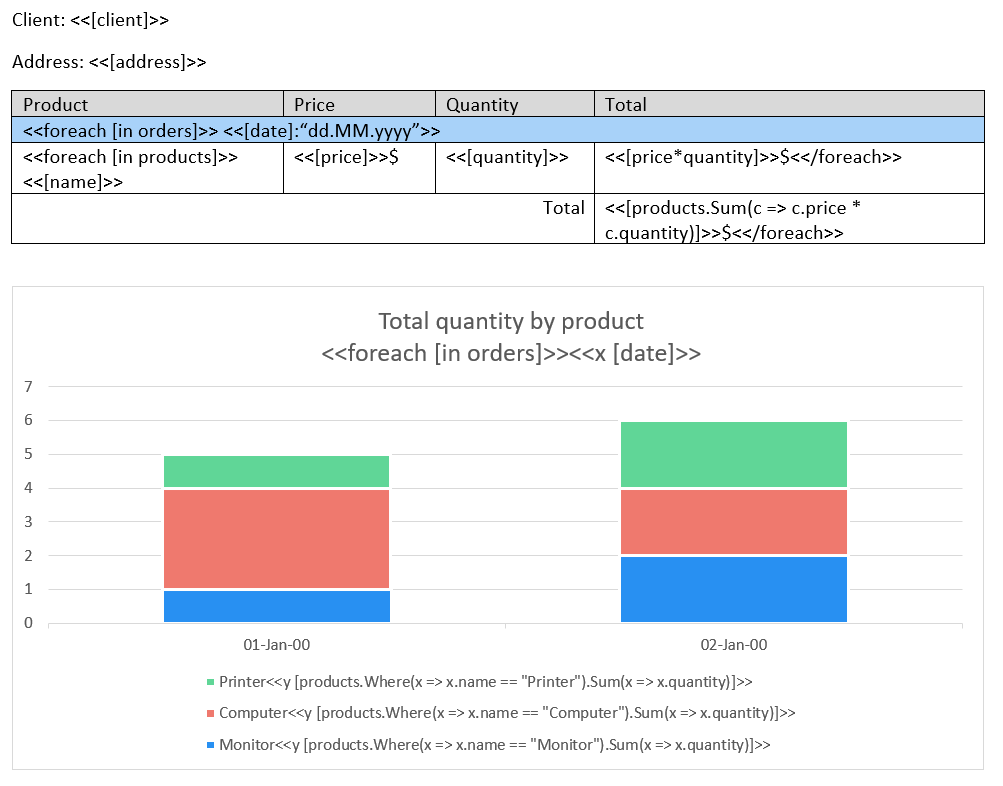 Client: <<[client]>>
Address: <<[address]>>
Product Price Quantity Total
<<foreach [in orders]>> <<[date]:“dd.MM.yyyy”>>
<<foreach [in products]>> <<[price]>>$ <<[quantity]>> <<[price*quantity]>>$<</foreach>>
<<[name]>>
Total <<[products.Sum(c => c.price *
c.quantity)]>>$<</foreach>>
Total quantity by product
<<foreach [in orders]>><<x [date]>>
7
6
5
4
3
2
1
0
01-Jan-00 02-Jan-00
Printer<<y [products.Where(x => x.name == "Printer").Sum(x => x.quantity)]>>
Computer<<y [products.Where(x => x.name == "Computer").Sum(x => x.quantity)]>>
Monitor<<y [products.Where(x => x.name == "Monitor").Sum(x => x.quantity)]>>